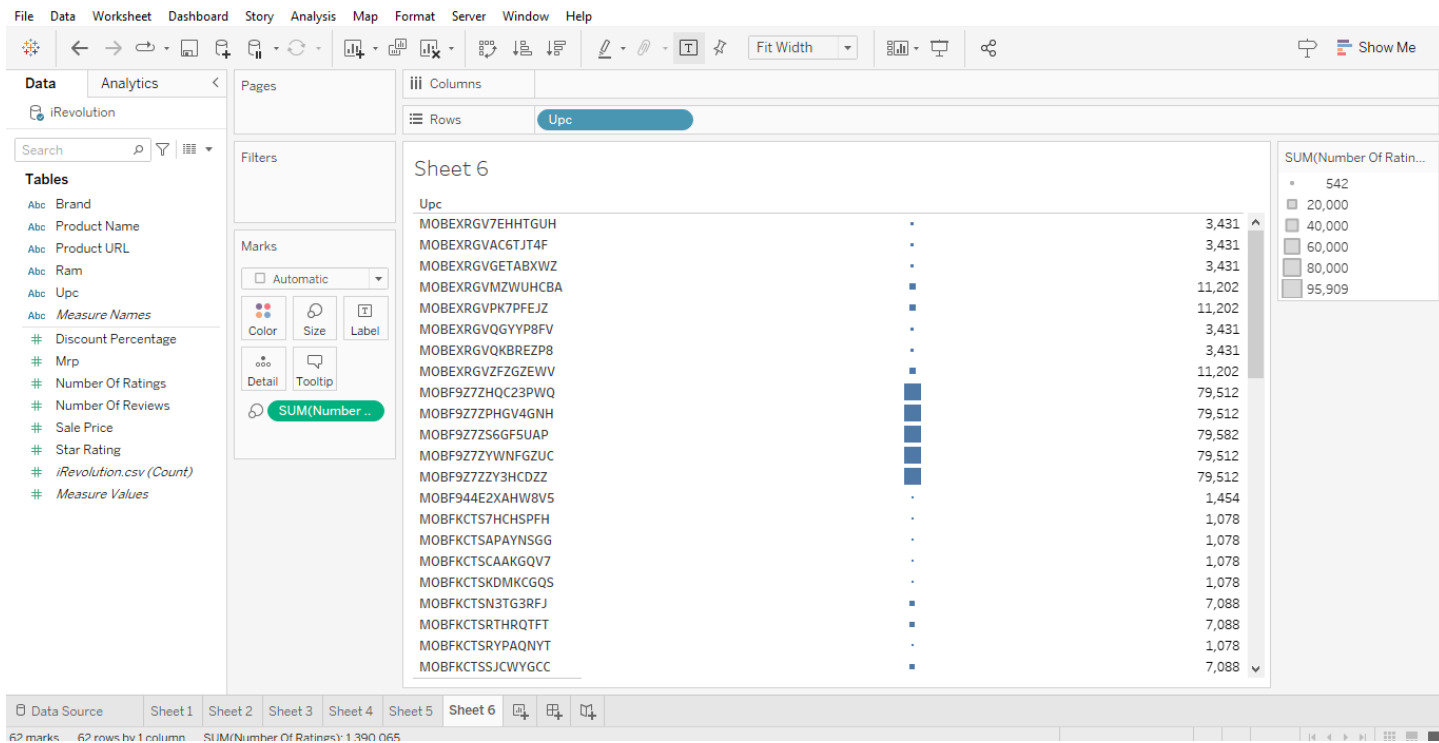 File Data Worksheet Dashboard Story Analysis Map Format Server Window Help
Fit Width
Show Me
Data Analytics
iRevolution
Search
Tables
Abc Brand
Abc Product Name
Abc Product URL
Abc Ram
Abc Upc
Abc Measure Names
# Discount Percentage
# Mrp
# Number Of Ratings
# Number Of Reviews
# Sale Price
# Star Rating
# iRevolution.csv (Count)
# Measure Values
Pages
Filters
Marks
Automatic
Color Size Label
Detail Tooltip
SUM(Number ..
Columns
Rows Upc
Sheet 6
Upc
MOBEXRGV7EHHTGUH 3,431
MOBEXRGVAC6TJT4F 3,431
MOBEXRGVGETABXWZ 3,431
MOBEXRGVMZWUHCBA 11,202
MOBEXRGVPK7PFEJZ 11,202
MOBEXRGVQGYYP8FV 3,431
MOBEXRGVQKBREZP8 3,431
MOBEXRGVZFZGZEWV 11,202
MOBF9Z7ZHQC23PWQ 79,512
MOBF9Z7ZPHGV4GNH 79,512
MOBF9Z7ZS6GF5UAP 79,582
MOBF9Z7ZYWNFGZUC 79,512
MOBF9Z7ZZY3HCDZZ 79,512
MOBF944E2XAHW8V5 1,454
MOBFKCTS7HCHSPFH 1,078
MOBFKCTSAPAYNSGG 1,078
MOBFKCTSCAAKGQV7 1,078
MOBFKCTSKDMKCGQS 1,078
MOBFKCTSN3TG3RFJ 7,088
MOBFKCTSRTHRQTFT 7,088
MOBFKCTSRYPAQNYT 1,078
MOBFKCTSSJCWYGCC 7,088
SUM(Number Of Ratin...
542
20,000
40,000
60,000
80,000
95,909
Data Source Sheet 1 Sheet 2 Sheet 3 Sheet 4 Sheet 5 Sheet 6
62 marks 62 rows by 1 column SUM(Number Of Ratings): 1,390,065